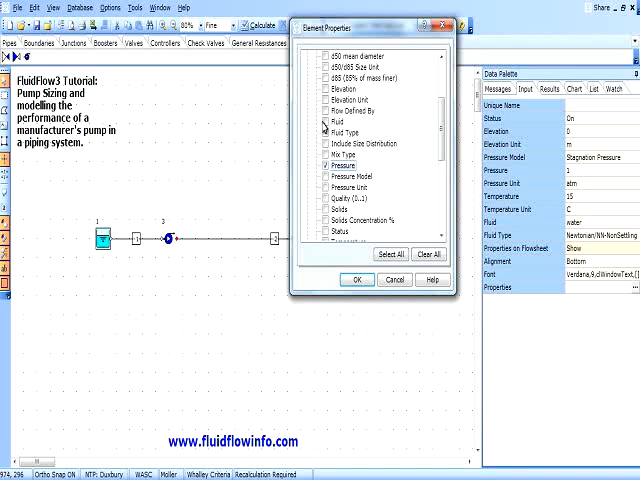 File Edit View Database Options Tools Window Help
Share
80% Fine Calculate
Pipes Boundaries Junctions Boosters Valves Controllers Check Valves General Resistances
Element Properties
FluidFlow3 Tutorial:
Pump Sizing and
modelling the
performance of a
manufacturer's pump in
a piping system.
1
3
1
2
d50 mean diameter
d50/d85 Size Unit
d85 (85% of mass finer)
Elevation
Elevation Unit
Flow Defined By
Fluid
Fluid Type
Include Size Distribution
Mix Type
Pressure
Pressure Model
Pressure Unit
Quality (0..1)
Solids
Solids Concentration %
Status
Select All Clear All
OK Cancel Help
Data Palette
Messages Input Results Chart List Watch
Unique Name
Status On
Elevation 0
Elevation Unit m
Pressure Model Stagnation Pressure
Pressure 1
Pressure Unit atm
Temperature 15
Temperature Unit C
Fluid water
Fluid Type Newtonian/NN-NonSettling
Properties on Flowsheet Show
Alignment Bottom
Font Verdana,9,clWindowText,[]
Properties ...
www.fluidflowinfo.com
974, 296 Ortho Snap ON NTP: Duxbury WASC Moller Whalley Criteria Recalculation Required